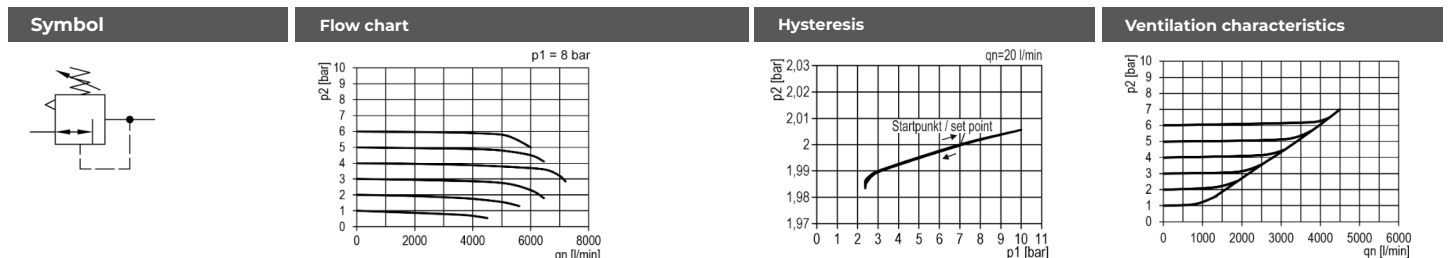 Symbol
Flow chart
p1 = 8 bar
p2 [bar]
10
9
8
7
6
5
4
3
2
1
0
0 2000 4000 6000 8000
qn [l/min]
Hysteresis
qn=20 l/min
p2 [bar]
2,03
2,02
2,01
2
1,99
1,98
1,97
Startpunkt / set point
0 1 2 3 4 5 6 7 8 9 10 11
p1 [bar]
Ventilation characteristics
p2 [bar]
10
9
8
7
6
5
4
3
2
1
0
0 1000 2000 3000 4000 5000 6000
qn [l/min]